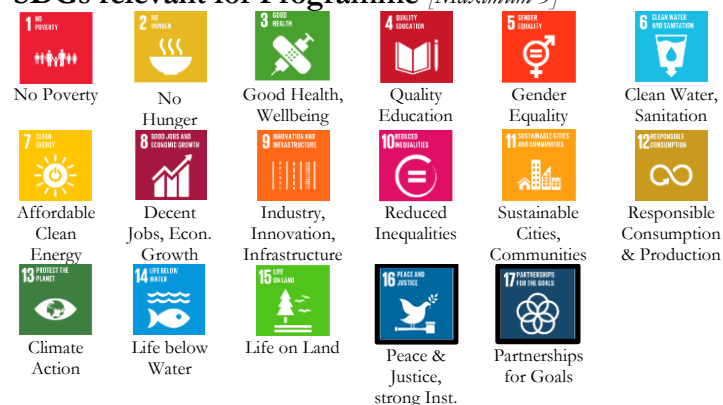 SDGs relevant for Programme [Maximum 5]
1 NO POVERTY
2 NO HUNGER
3 GOOD HEALTH
4 QUALITY EDUCATION
5 GENDER EQUALITY
6 CLEAN WATER AND SANITATION
No Poverty
No Hunger
Good Health, Wellbeing
Quality Education
Gender Equality
Clean Water, Sanitation
7 CLEAN ENERGY
8 GOOD JOBS AND ECONOMIC GROWTH
9 INNOVATION AND INFRASTRUCTURE
10 REDUCED INEQUALITIES
11 SUSTAINABLE CITIES AND COMMUNITIES
12 RESPONSIBLE CONSUMPTION
Affordable Clean Energy
Decent Jobs, Econ. Growth
Industry, Innovation, Infrastructure
Reduced Inequalities
Sustainable Cities, Communities
Responsible Consumption & Production
13 PROTECT THE PLANET
14 LIFE BELOW WATER
15 LIFE ON LAND
16 PEACE AND JUSTICE
17 PARTNERSHIPS FOR THE GOALS
Climate Action
Life below Water
Life on Land
Peace & Justice, strong Inst.
Partnerships for Goals